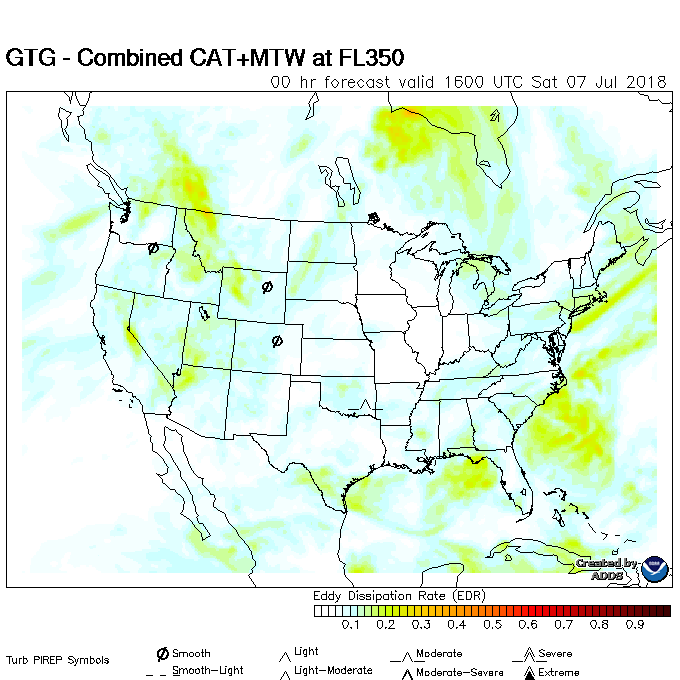 GTG - Combined CAT+MTW at FL350
00 hr forecast valid 1600 UTC Sat 07 Jul 2018
Created by
ADDS
Eddy Dissipation Rate (EDR)
0.1 0.2 0.3 0.4 0.5 0.6 0.7 0.8 0.9
Turb PIREP Symbols
Smooth Light Moderate Severe
Smooth-Light Light-Moderate Moderate-Severe Extreme